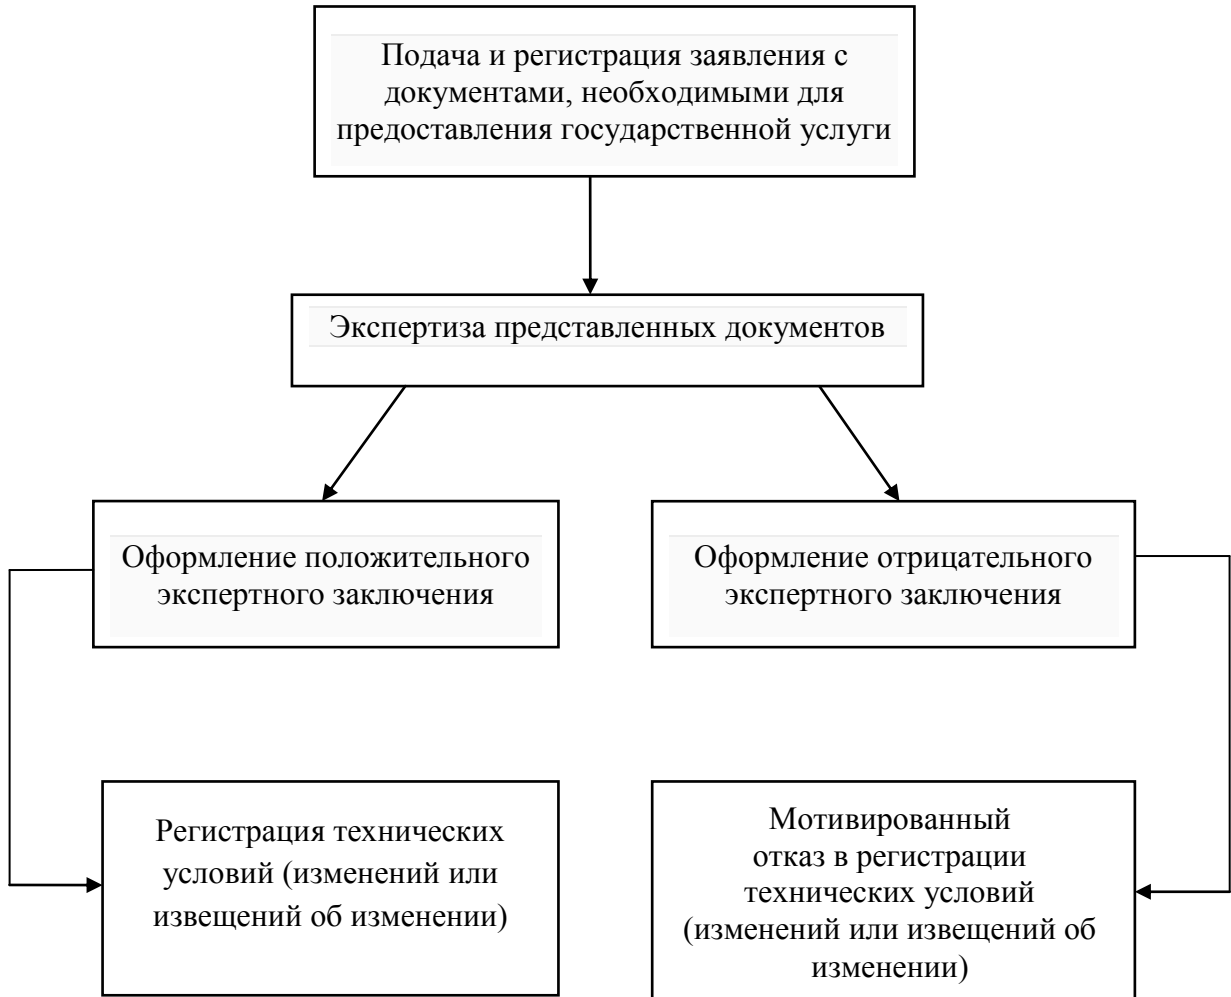 Подача и регистрация заявления с
документами, необходимыми для
предоставления государственной услуги
Экспертиза представленных документов
Оформление положительного
экспертного заключения
Оформление отрицательного
экспертного заключения
Регистрация технических
условий (изменений или
извещений об изменении)
Мотивированный
отказ в регистрации
технических условий
(изменений или извещений об
изменении)